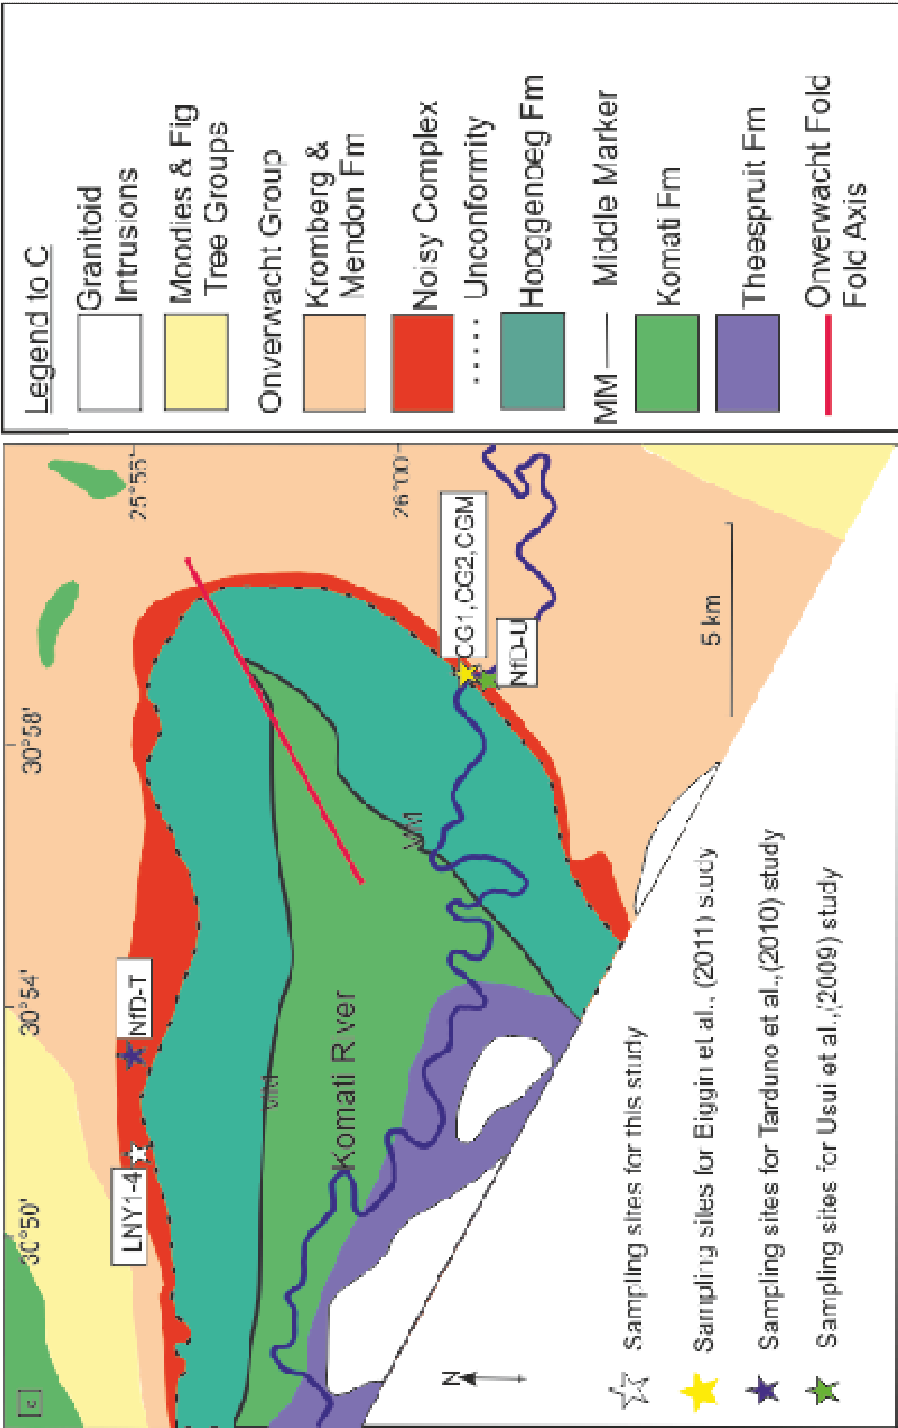 c
30°50'
30°54'
30°58'
25°55'
26°00'
LNY1-4
NfD-T
CG1,CG2,CGM
NfD-U
MM
Komati River
N
5 km
Sampling sites for this study
Sampling sites for Biggin et al., (2011) study
Sampling sites for Tarduno et al.,(2010) study
Sampling sites for Usui et al.,(2009) study
Legend to C
Granitoid
Intrusions
Moodies & Fig
Tree Groups
Onverwacht Group
Kromberg &
Mendon Fm
Noisy Complex
Unconformity
Hooggenoeg Fm
MM Middle Marker
Komati Fm
Theespruit Fm
Onverwacht Fold
Fold Axis